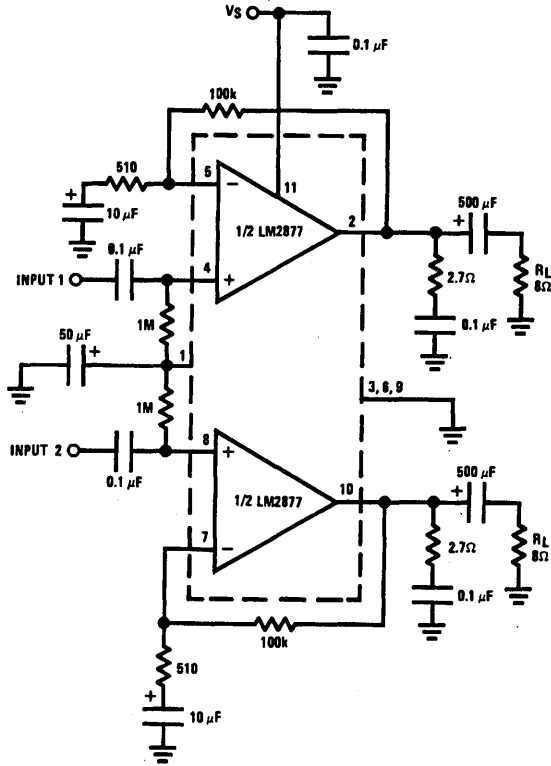 VS
0.1 µF
100k
510
5
−
11
+
10 µF
1/2 LM2877
2
500 µF
+
0.1 µF
INPUT 1
4
+
2.7Ω
RL
8Ω
1M
0.1 µF
50 µF
+
1
1M
3, 6, 9
INPUT 2
0.1 µF
8
+
1/2 LM2877
10
500 µF
+
7
−
2.7Ω
RL
8Ω
0.1 µF
100k
510
+
10 µF